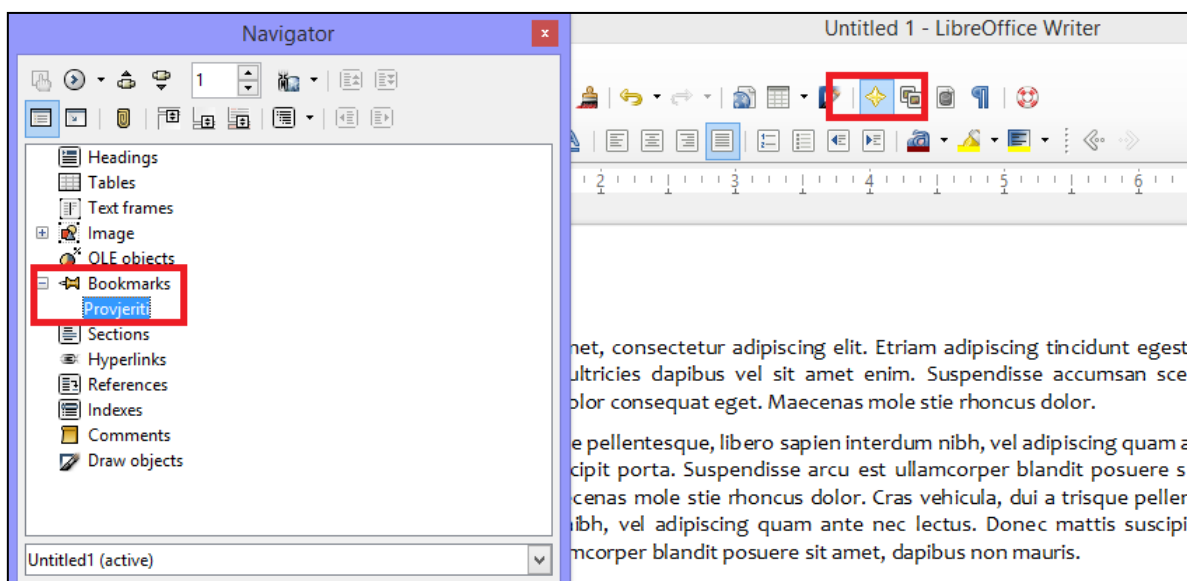 Navigator
x
1
Headings
Tables
Text frames
Image
OLE objects
Bookmarks
Provjeriti
Sections
Hyperlinks
References
Indexes
Comments
Draw objects
Untitled1 (active)
Untitled 1 - LibreOffice Writer
2 3 4 5 6
net, consectetur adipiscing elit. Etriam adipiscing tincidunt egest
ultricies dapibus vel sit amet enim. Suspendisse accumsan sce
olor consequat eget. Maecenas mole stie rhoncus dolor.
e pellentesque, libero sapien interdum nibh, vel adipiscing quam a
cipit porta. Suspendisse arcu est ullamcorper blandit posuere s
cenas mole stie rhoncus dolor. Cras vehicula, dui a trisque peller
ibh, vel adipiscing quam ante nec lectus. Donec mattis suscipi
mcorper blandit posuere sit amet, dapibus non mauris.